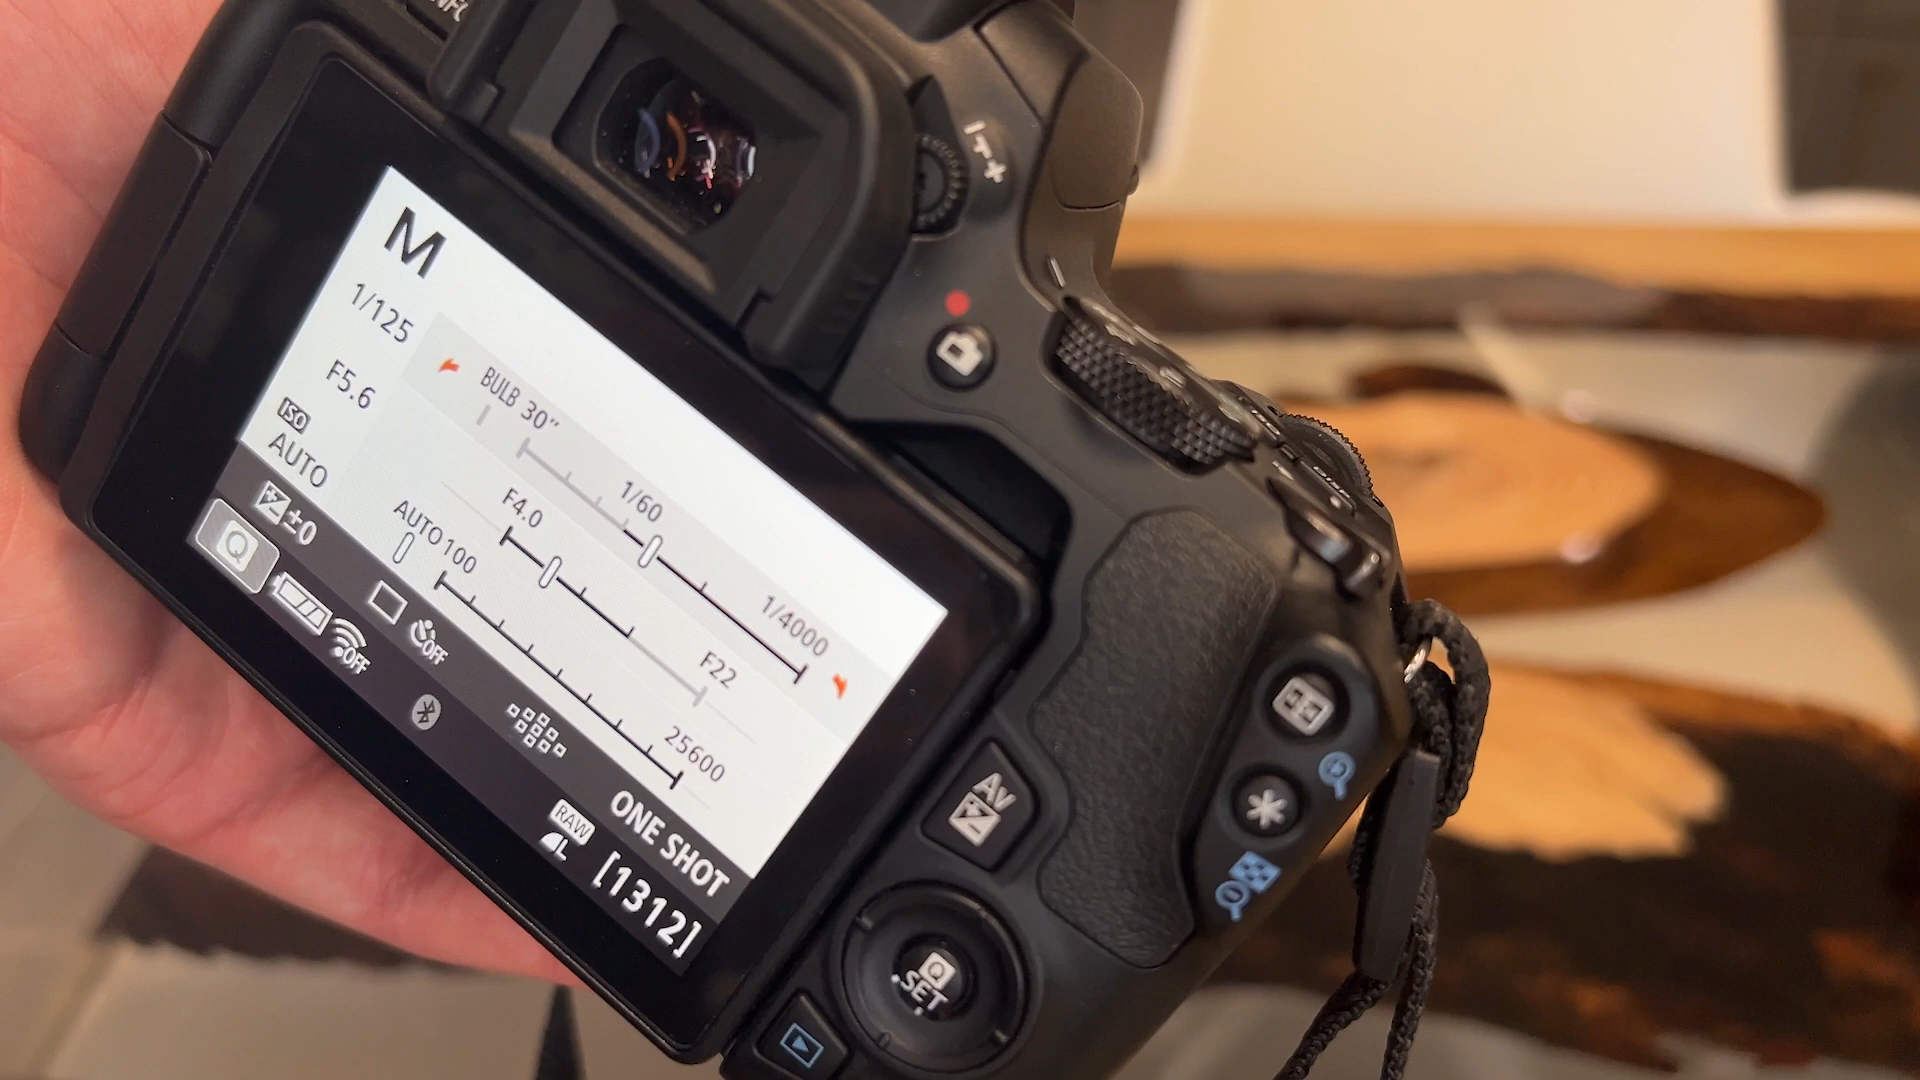 M
1/125
BULB 30"
1/60
1/4000
F5.6
F4.0
F22
ISO
AUTO
AUTO 100
25600
±0
Q
OFF
OFF
ONE SHOT
RAW
L
[1312]
Av
Q
SET